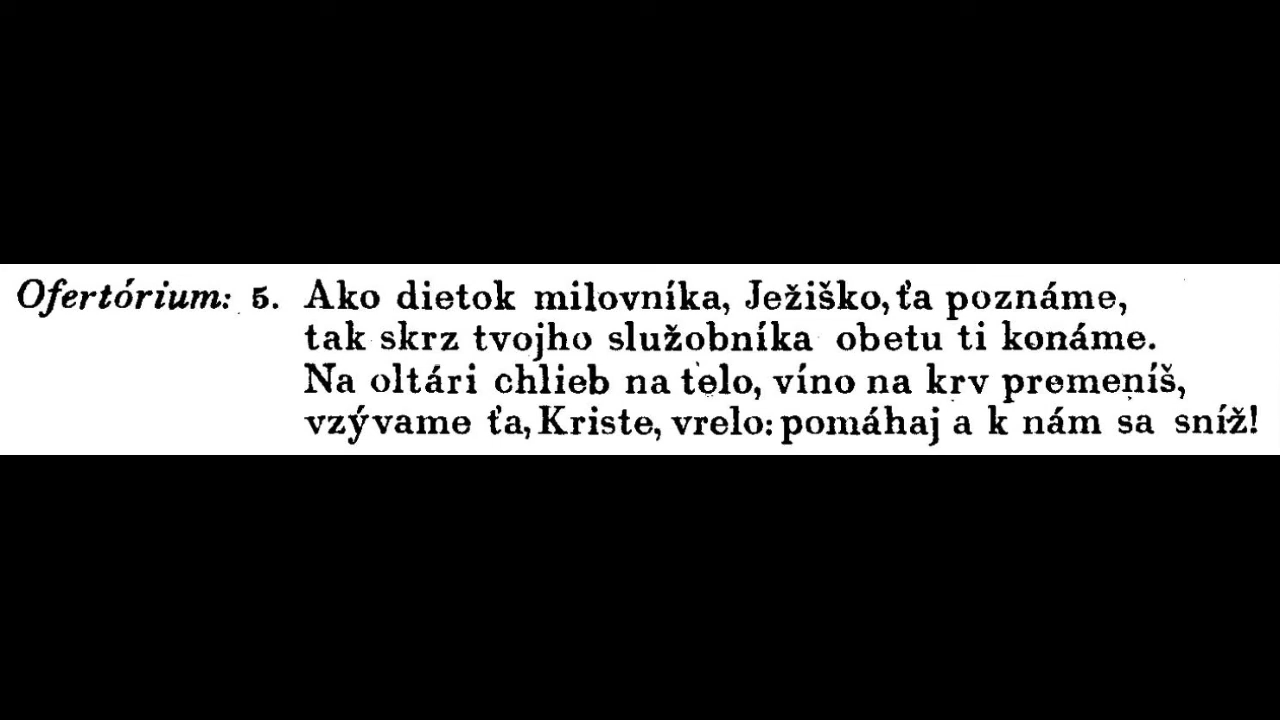 Ofertórium: 5. Ako dietok milovníka, Ježiško, ťa poznáme,
tak skrz tvojho služobníka obetu ti konáme.
Na oltári chlieb na telo, víno na krv premeníš,
vzývame ťa, Kriste, vrelo: pomáhaj a k nám sa sníž!